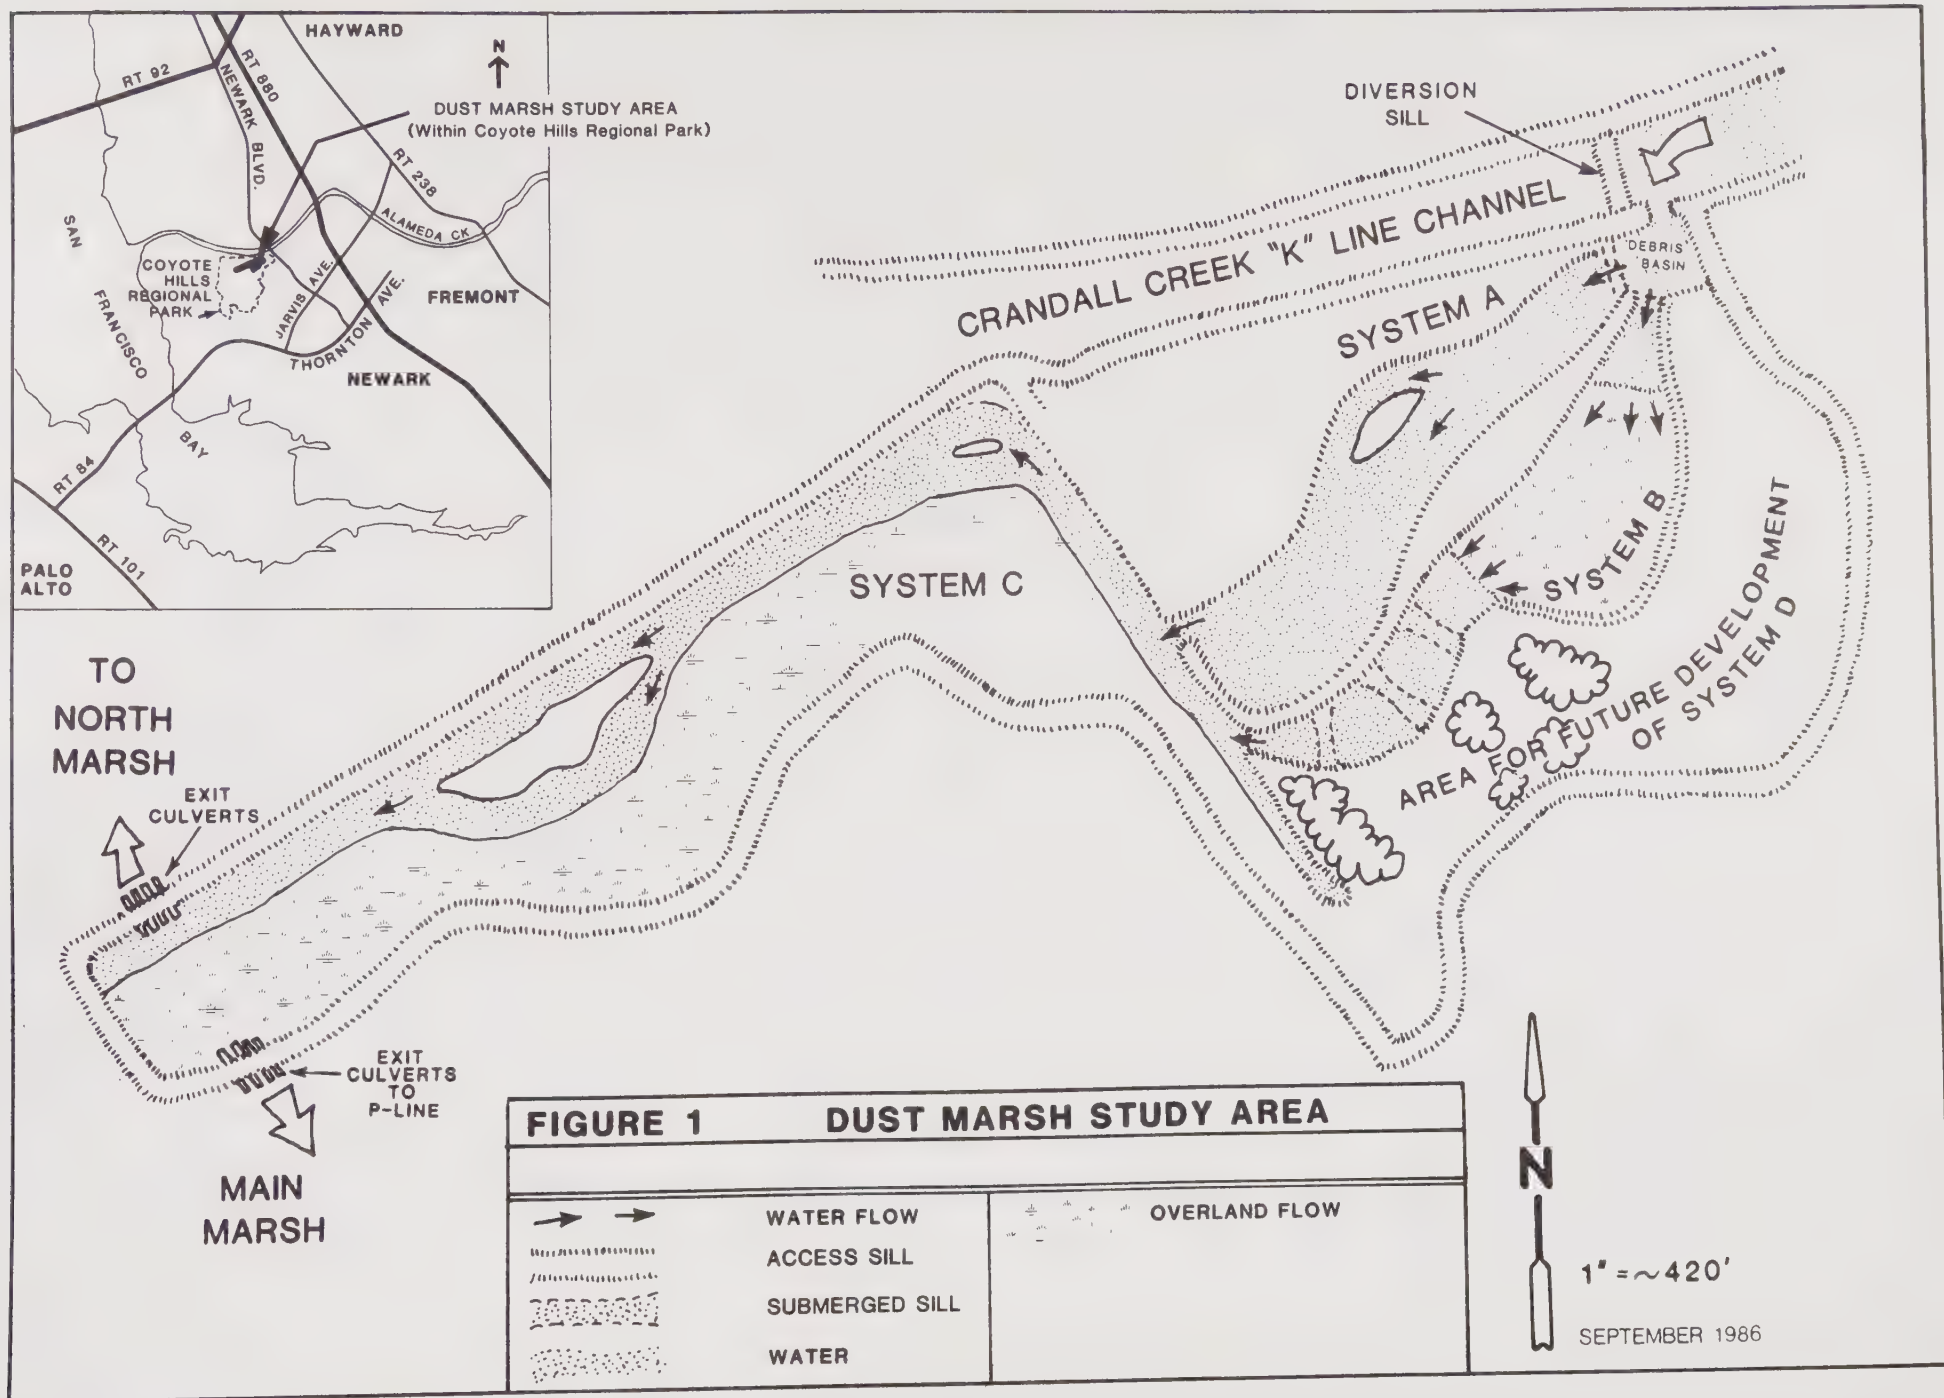 HAYWARD
N
RT 92
NEWARK BLVD.
RT 880
DUST MARSH STUDY AREA
(Within Coyote Hills Regional Park)
RT 238
ALAMEDA CK
SAN
FRANCISCO
BAY
COYOTE
HILLS
REGIONAL
PARK
JARVIS AVE.
THORNTON AVE.
FREMONT
NEWARK
RT 84
RT 101
PALO
ALTO
DIVERSION
SILL
CRANDALL CREEK "K" LINE CHANNEL
DEBRIS
BASIN
SYSTEM A
SYSTEM B
SYSTEM C
AREA FOR FUTURE DEVELOPMENT
OF SYSTEM D
TO
NORTH
MARSH
EXIT
CULVERTS
EXIT
CULVERTS
TO
P-LINE
MAIN
MARSH
FIGURE 1 DUST MARSH STUDY AREA
WATER FLOW
ACCESS SILL
SUBMERGED SILL
WATER
OVERLAND FLOW
N
1" = ~420'
SEPTEMBER 1986